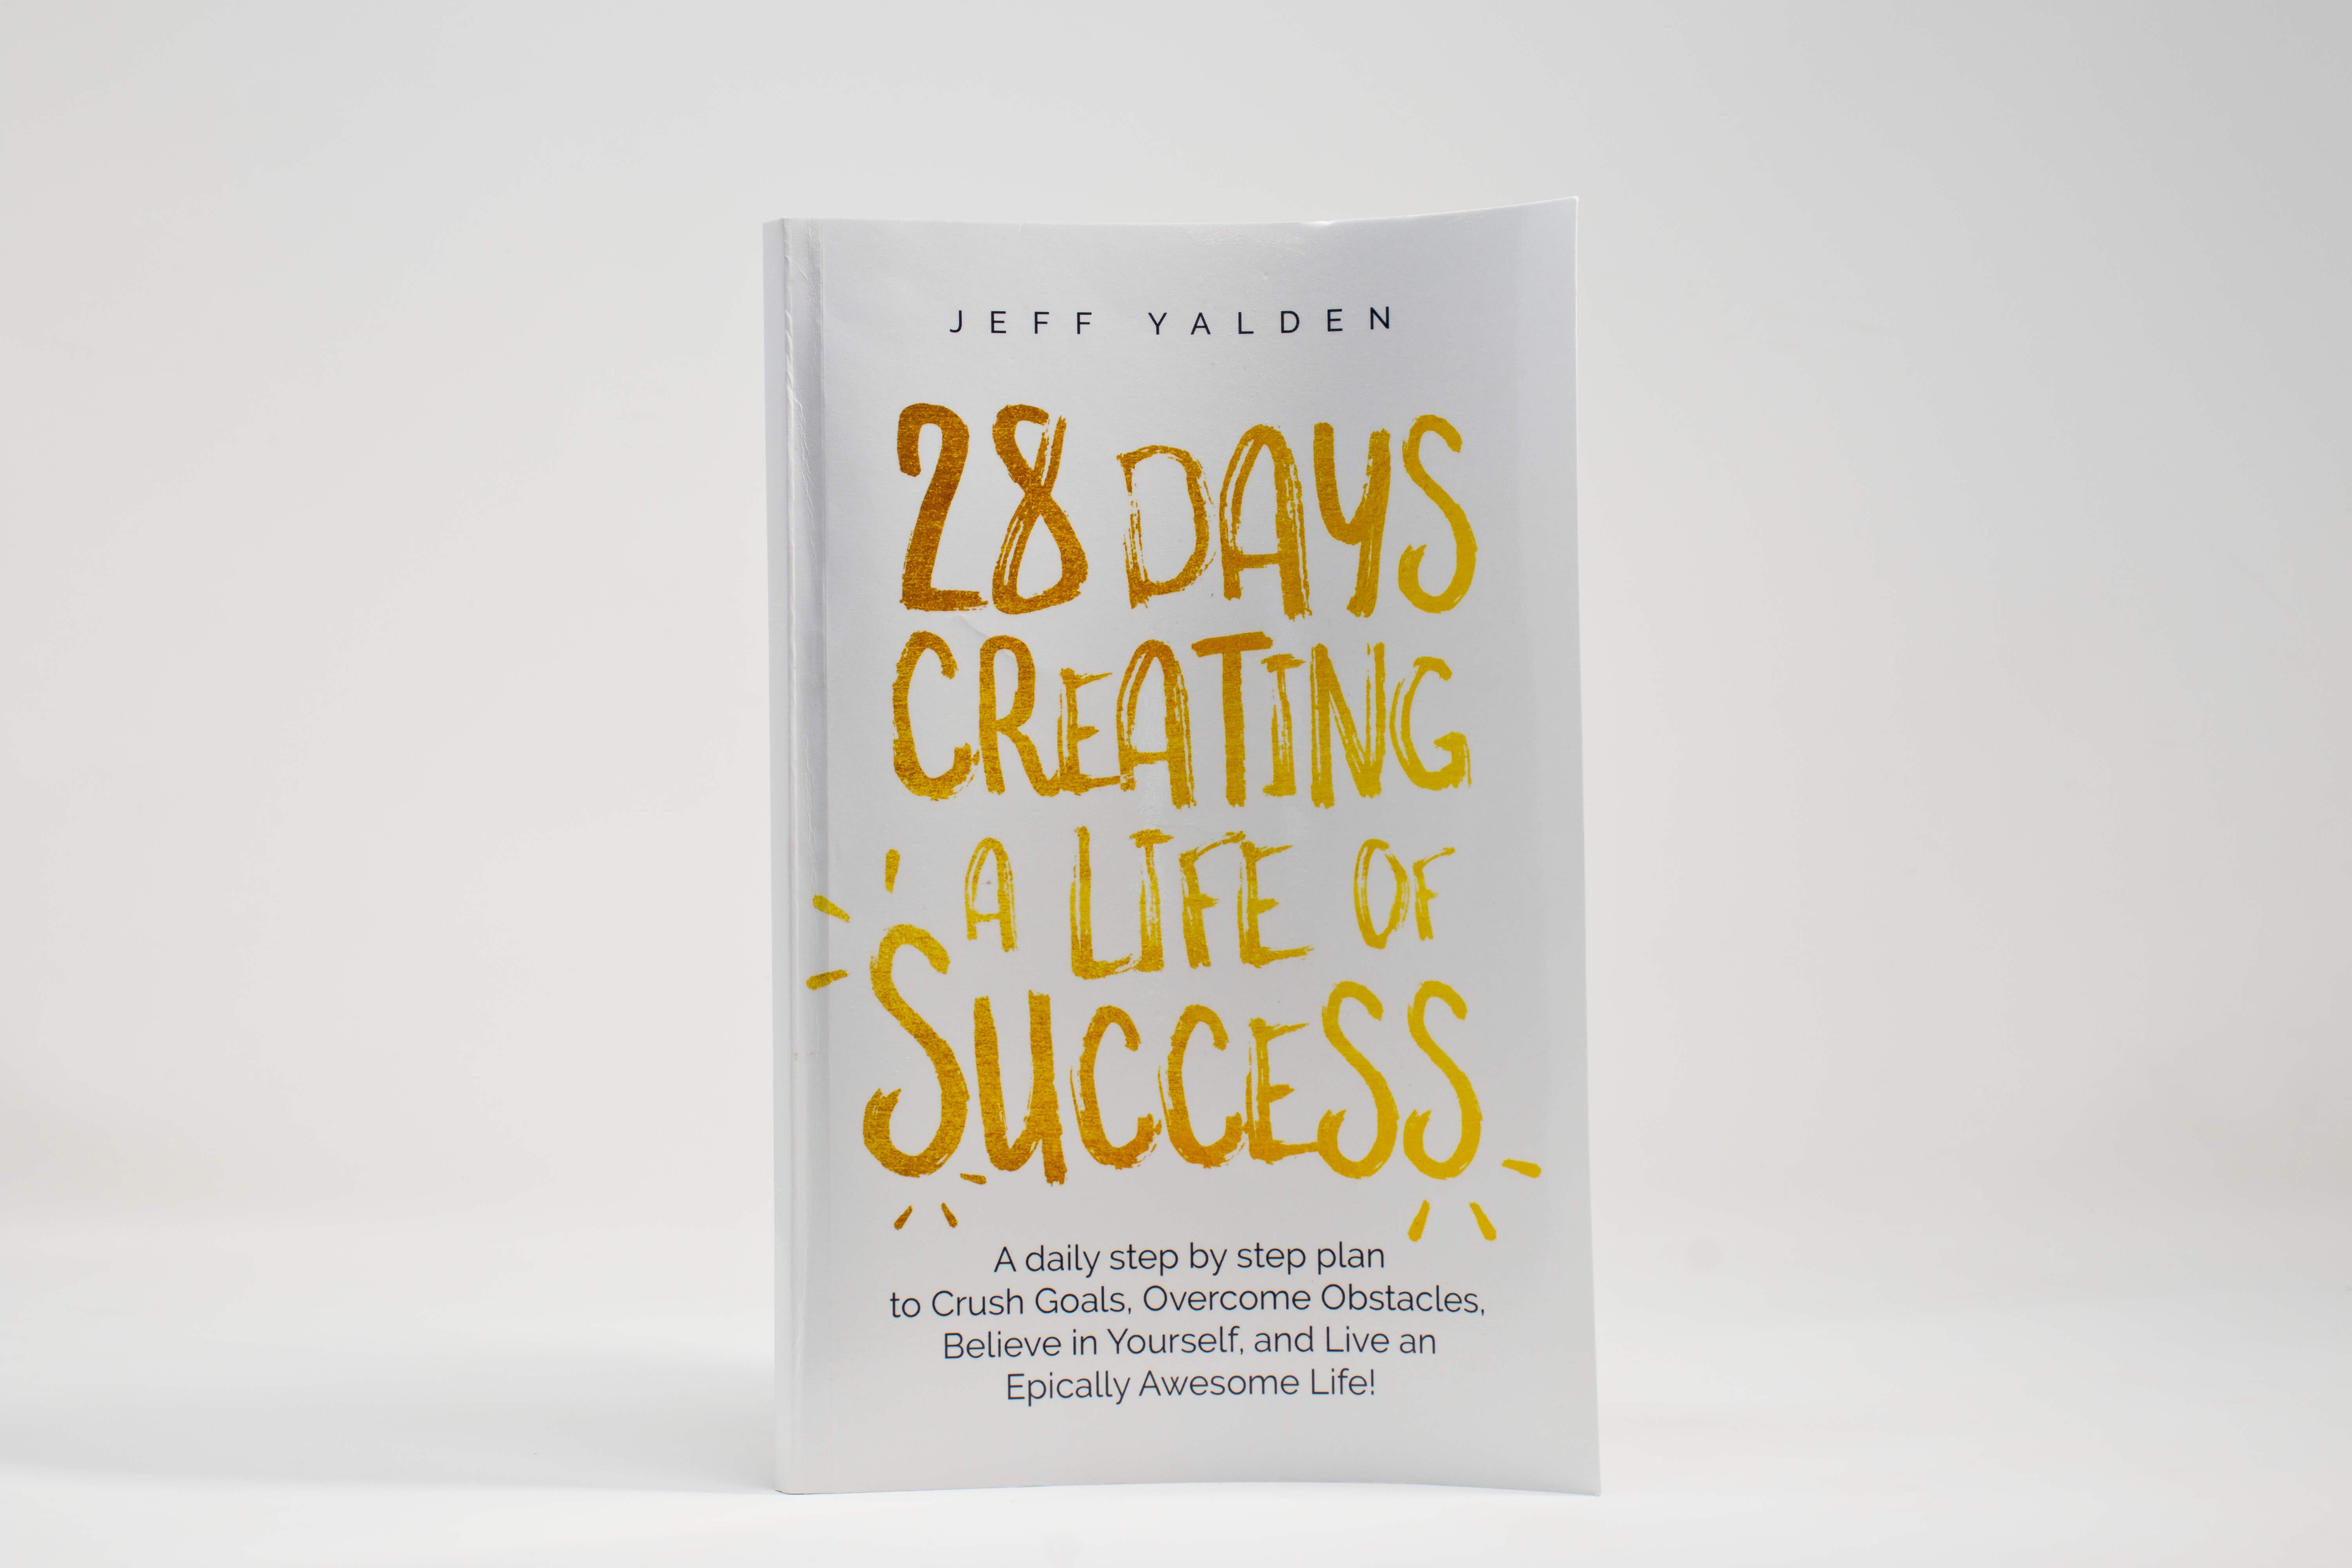 JEFF YALDEN
28 DAYS
CREATING
A LIFE OF
SUCCESS
A daily step by step plan
to Crush Goals, Overcome Obstacles,
Believe in Yourself, and Live an
Epically Awesome Life!